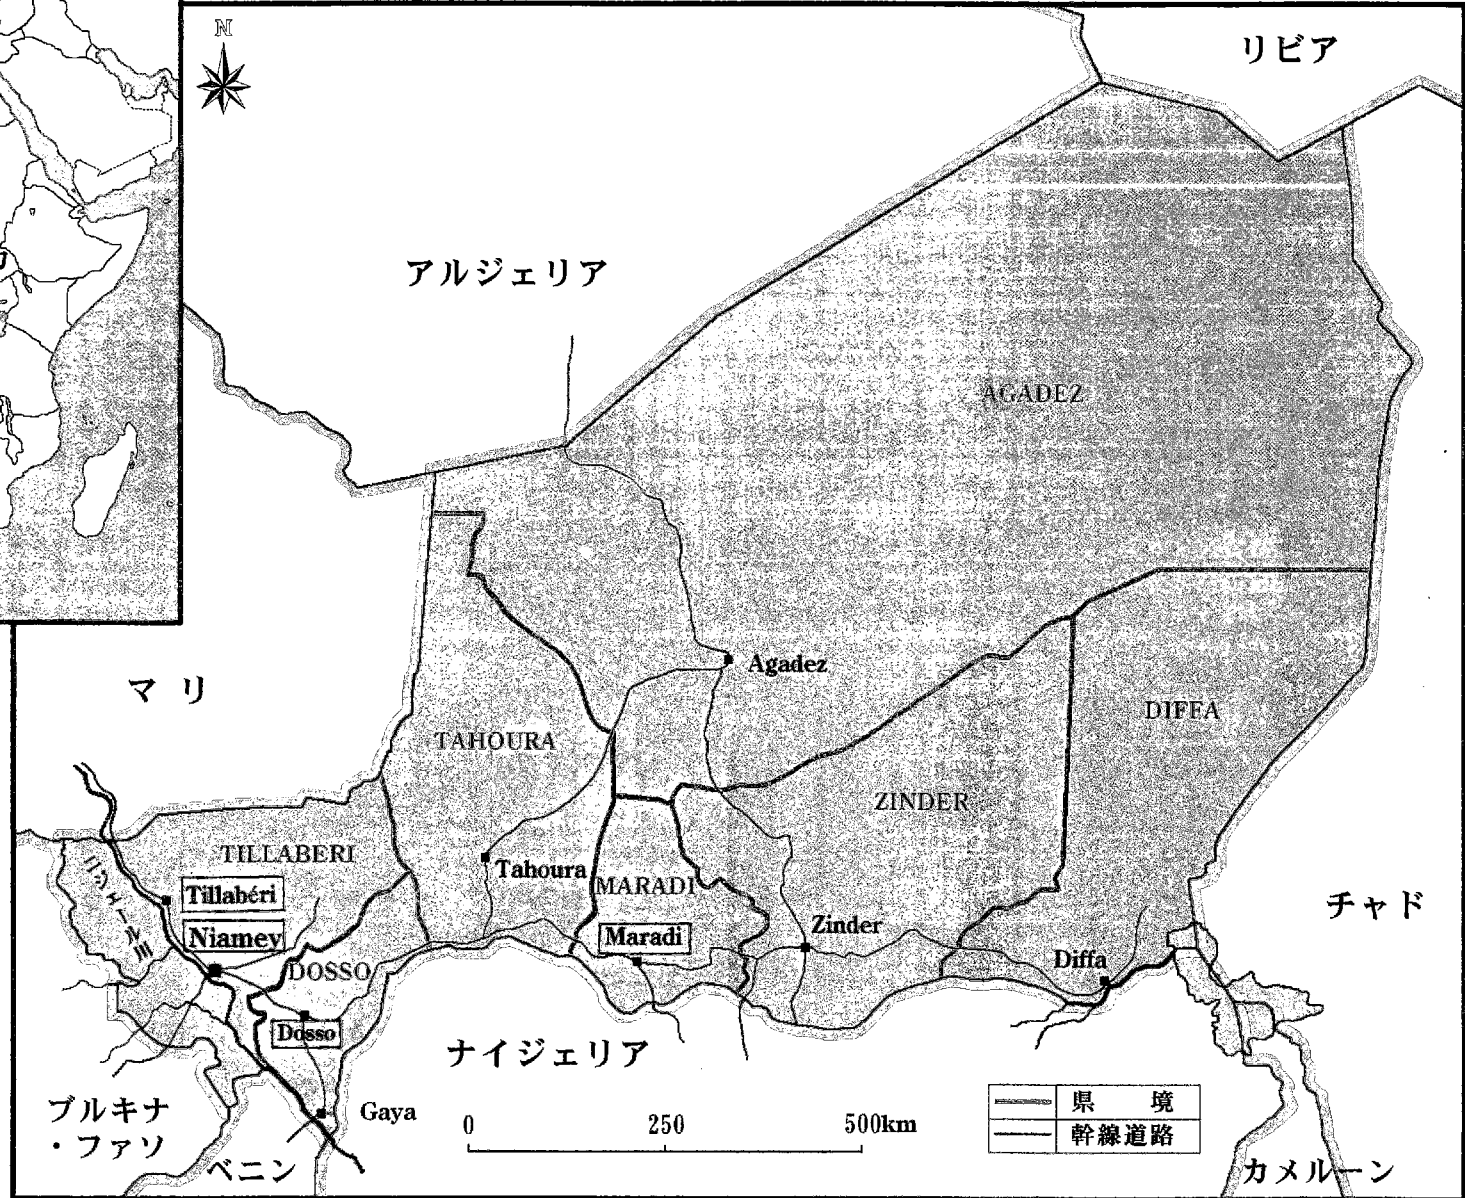 N
リビア
アルジェリア
AGADEZ
Agadez
マリ
DIFFA
TAHOURA
ZINDER
TILLABERI
Tahoura
MARADI
Tillabéri
ニジェール川
チャド
Niamey
Maradi
Zinder
DOSSO
Diffa
Dosso
ナイジェリア
ブルキナ
・ファソ
Gaya
0 250 500km
県 境
幹線道路
ベニン
カメルーン